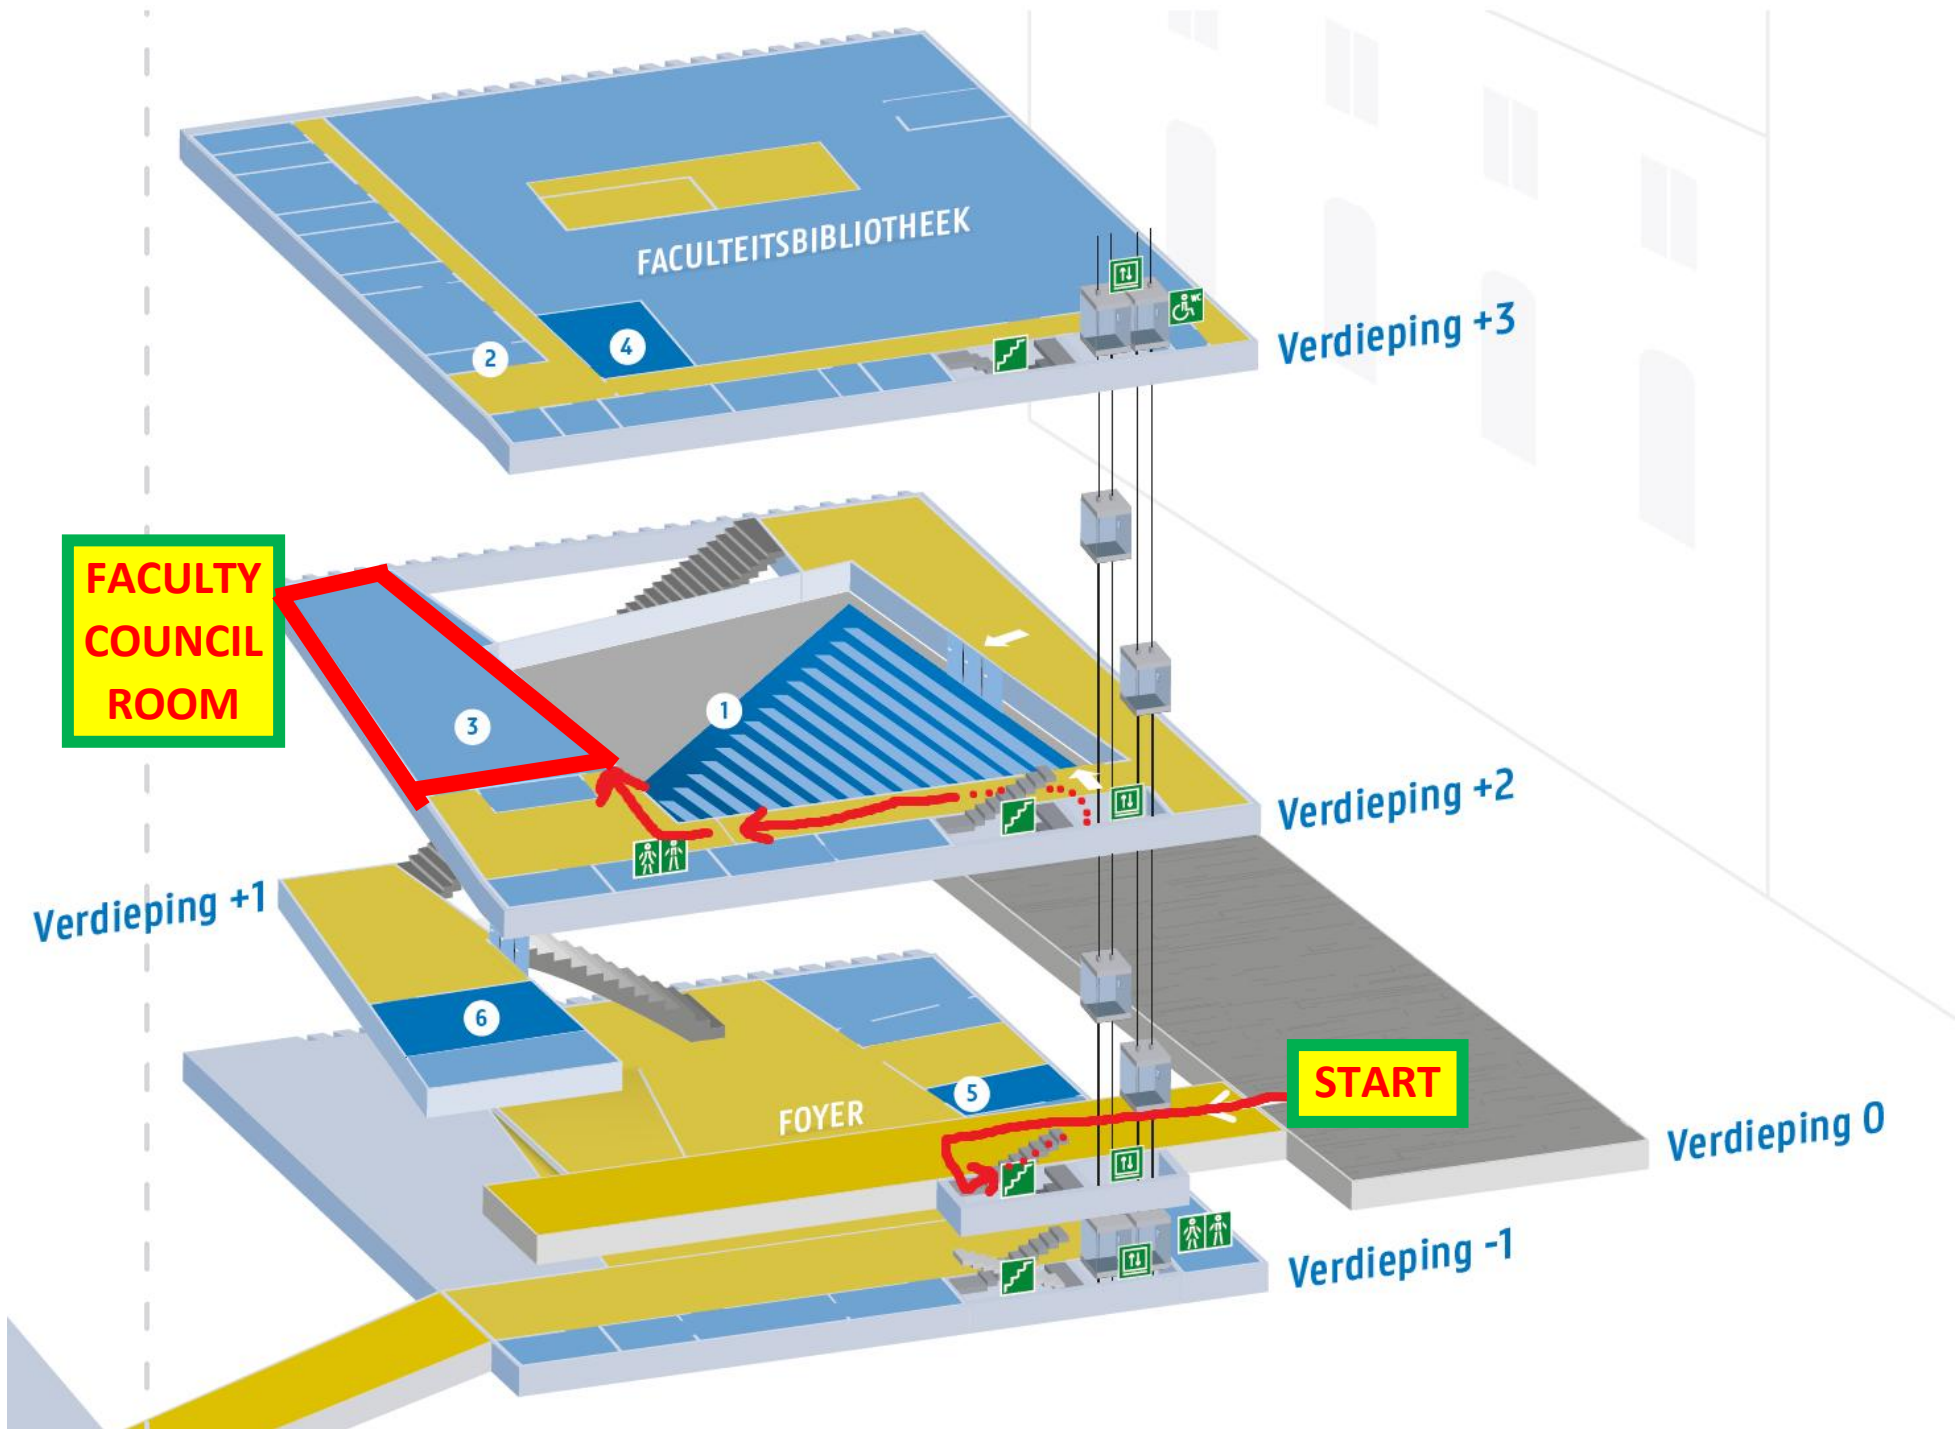 FACULTEITSBIBLIOTHEEK
WC
2
4
Verdieping +3
FACULTY
COUNCIL
ROOM
3
1
Verdieping +2
Verdieping +1
6
5
FOYER
START
Verdieping 0
Verdieping -1